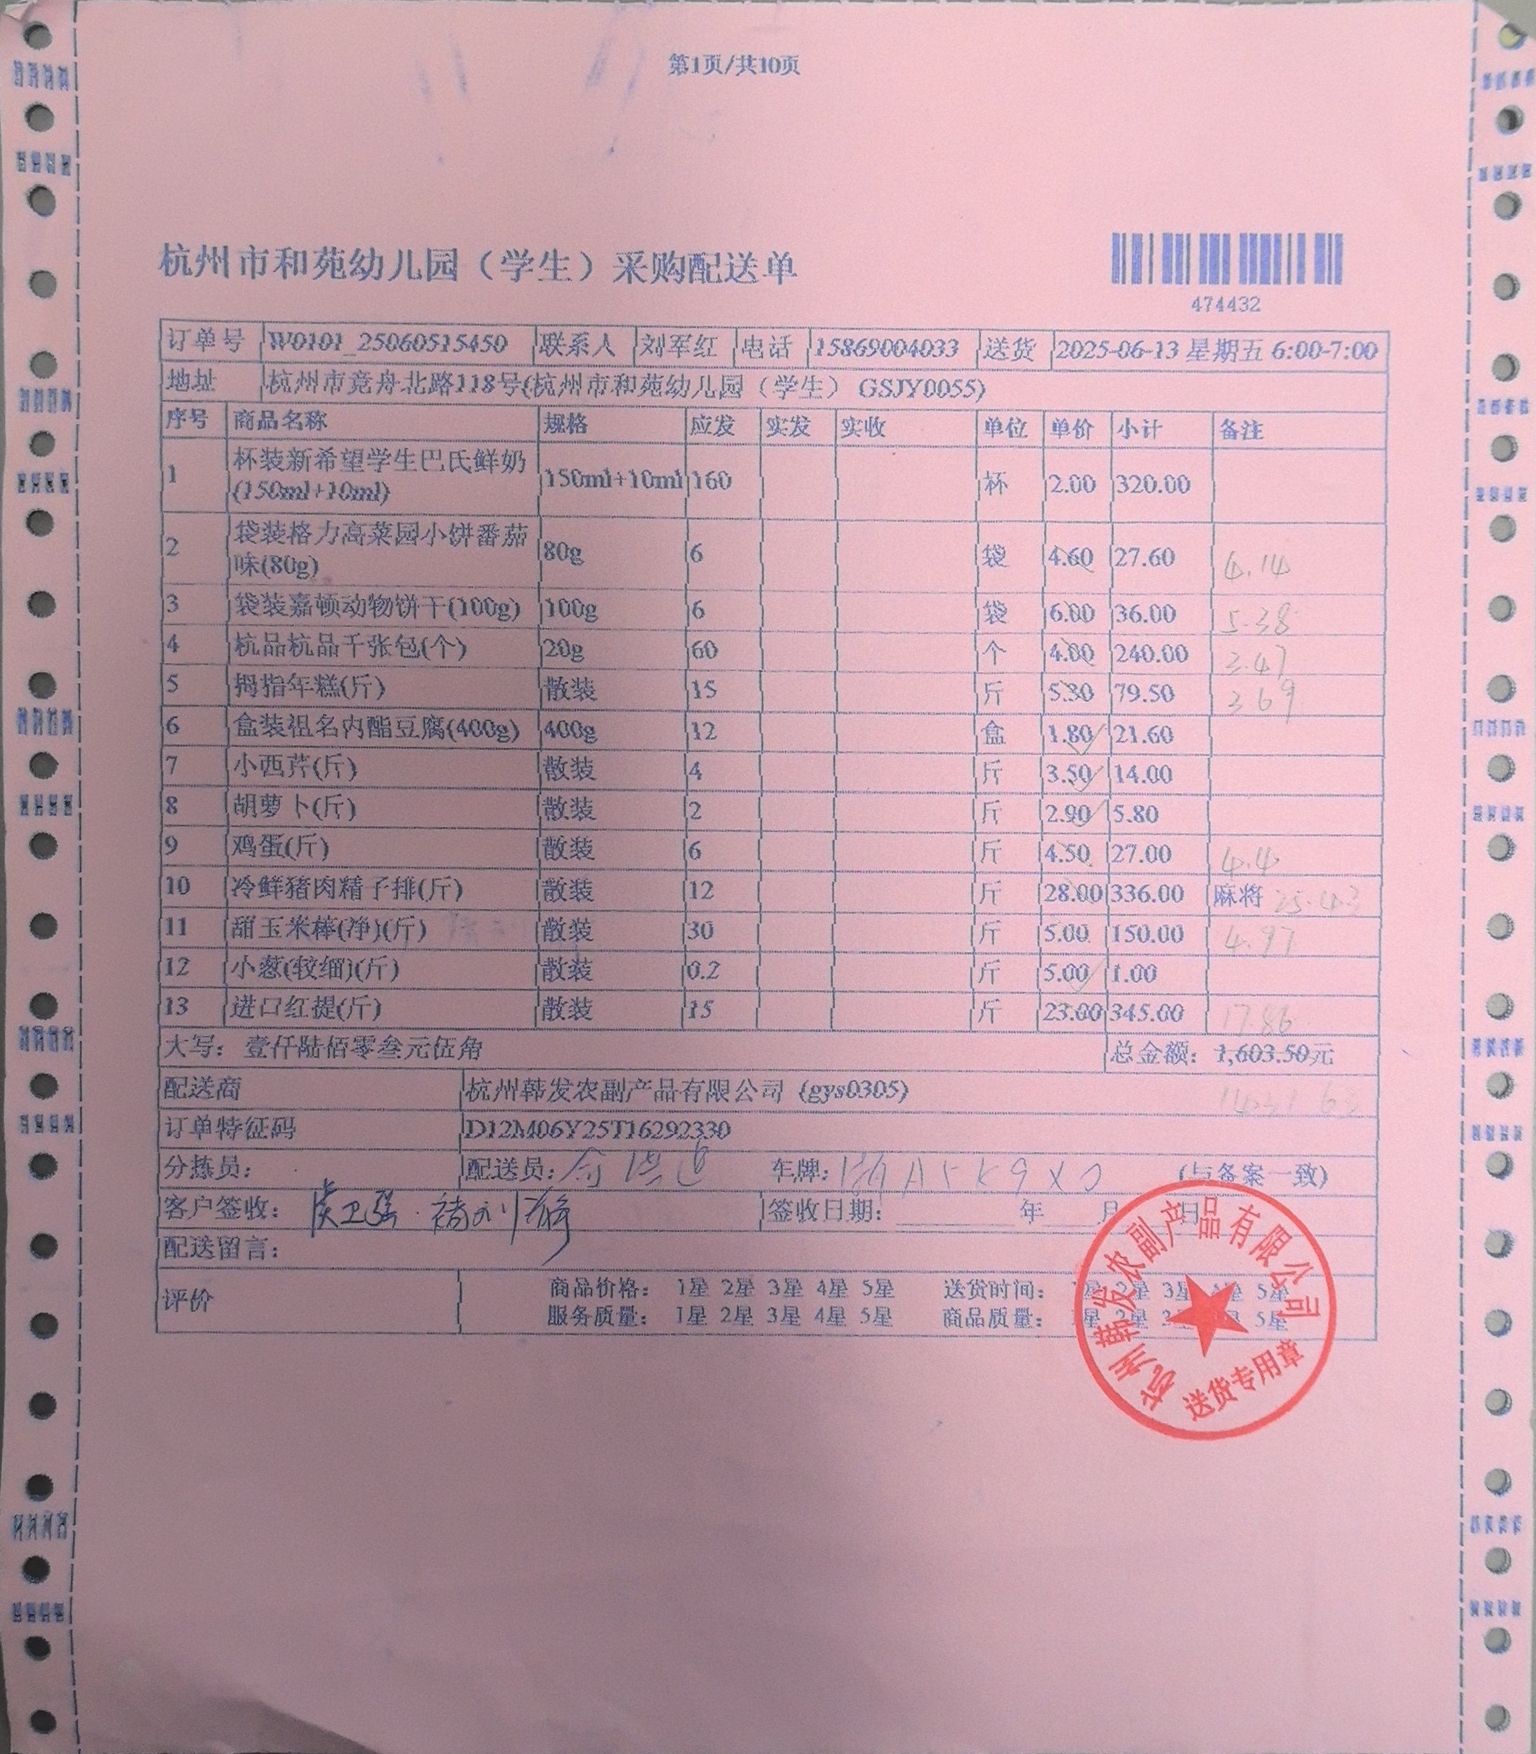 第1页/共10页
杭州市和苑幼儿园（学生）采购配送单
474432
订单号 W0101_25060515450 联系人 刘军红 电话 15869004033 送货 2025-06-13 星期五 6:00-7:00
地址 杭州市竞舟北路118号(杭州市和苑幼儿园（学生） GSJY0055)
序号 商品名称 规格 应发 实发 实收 单位 单价 小计 备注
1 杯装新希望学生巴氏鲜奶(150ml+10ml) 150ml+10ml 160 杯 2.00 320.00
2 袋装格力高菜园小饼番茄味(80g) 80g 6 袋 4.60 27.60 4.14
3 袋装嘉顿动物饼干(100g) 100g 6 袋 6.00 36.00 5.38
4 杭品杭品千张包(个) 20g 60 个 4.00 240.00 3.47
5 拇指年糕(斤) 散装 15 斤 5.30 79.50 3.69
6 盒装祖名内酯豆腐(400g) 400g 12 盒 1.80 21.60
7 小西芹(斤) 散装 4 斤 3.50 14.00
8 胡萝卜(斤) 散装 2 斤 2.90 5.80
9 鸡蛋(斤) 散装 6 斤 4.50 27.00 4.4
10 冷鲜猪肉精子排(斤) 散装 12 斤 28.00 336.00 麻将 25.43
11 甜玉米棒(净)(斤) 散装 30 斤 5.00 150.00 4.97
12 小葱(较细)(斤) 散装 0.2 斤 5.00 1.00
13 进口红提(斤) 散装 15 斤 23.00 345.00 17.86
大写： 壹仟陆佰零叁元伍角 总金额： 1,603.50元
配送商 杭州韩发农副产品有限公司 (gys0305)
订单特征码 D12M06Y25T16292330
分拣员： 配送员： 车牌: 浙A5K9X0 (与备案一致)
客户签收： 签收日期: 年 月 日
配送留言：
评价 商品价格： 1星 2星 3星 4星 5星 送货时间： 1星 2星 3星 4星 5星
服务质量： 1星 2星 3星 4星 5星 商品质量： 1星 2星 3星 4星 5星
杭州韩发农副产品有限公司
送货专用章